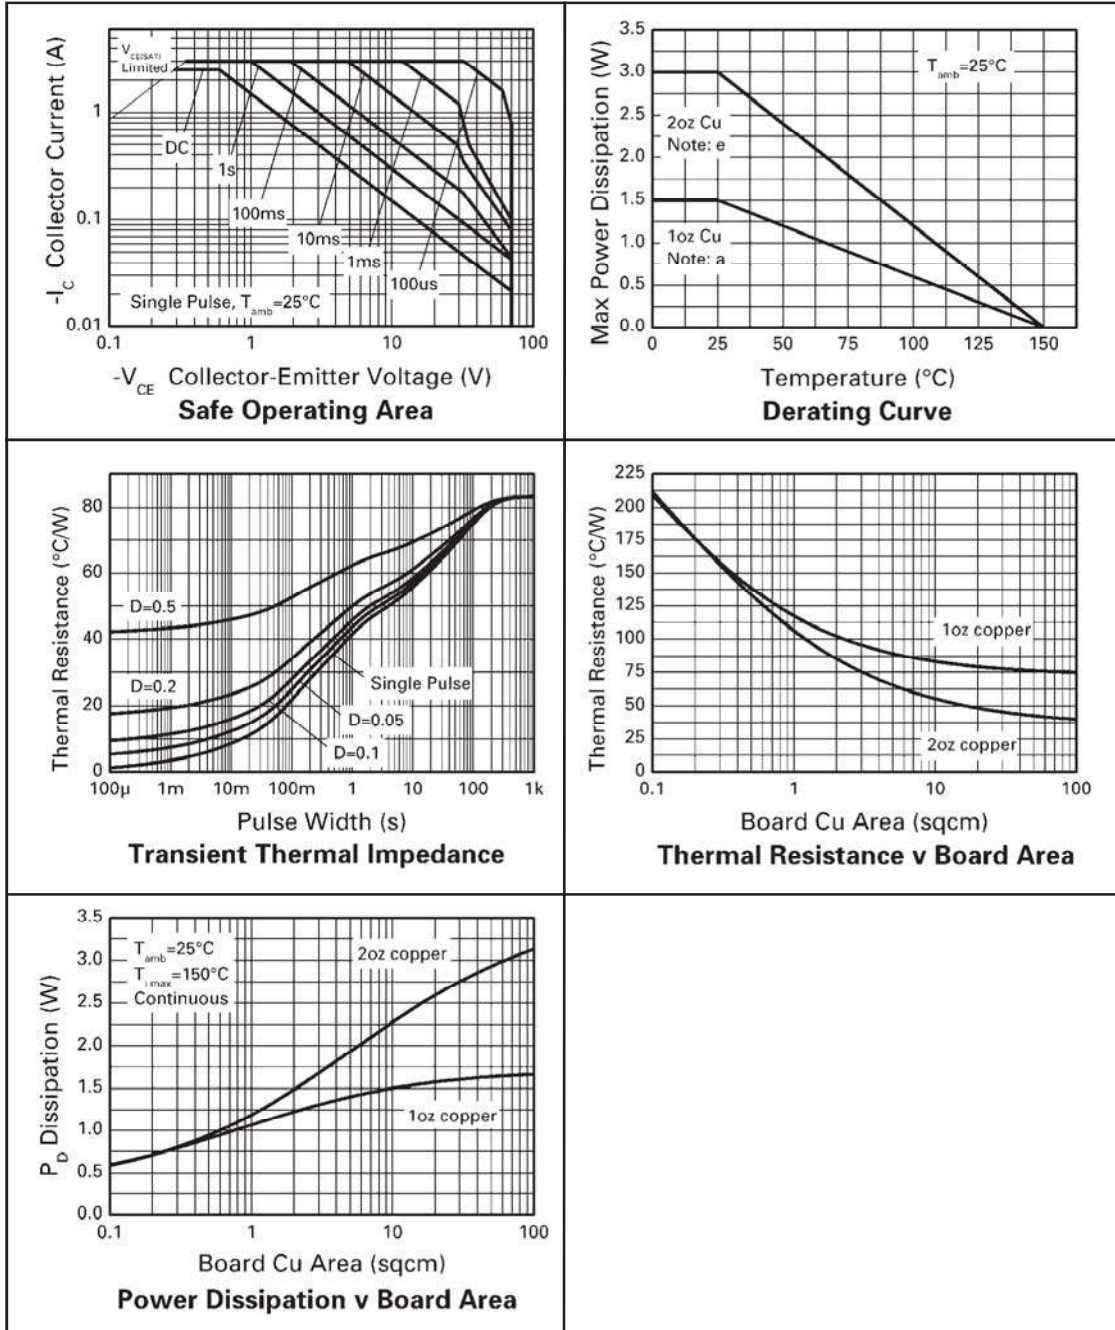 -I_C Collector Current (A)
1
0.1
0.01
V_CE(SAT)
Limited
DC
1s
100ms
10ms
1ms
100us
Single Pulse, T_amb=25°C
0.1
1
10
100
-V_CE Collector-Emitter Voltage (V)
Safe Operating Area
Max Power Dissipation (W)
3.5
3.0
2.5
2.0
1.5
1.0
0.5
0.0
T_amb=25°C
2oz Cu
Note: e
1oz Cu
Note: a
0
25
50
75
100
125
150
Temperature (°C)
Derating Curve
Thermal Resistance (°C/W)
80
60
40
20
0
D=0.5
D=0.2
Single Pulse
D=0.05
D=0.1
100µ
1m
10m
100m
1
10
100
1k
Pulse Width (s)
Transient Thermal Impedance
Thermal Resistance (°C/W)
225
200
175
150
125
100
75
50
25
0
1oz copper
2oz copper
0.1
1
10
100
Board Cu Area (sqcm)
Thermal Resistance v Board Area
P_D Dissipation (W)
3.5
3.0
2.5
2.0
1.5
1.0
0.5
0.0
T_amb=25°C
T_j max=150°C
Continuous
2oz copper
1oz copper
0.1
1
10
100
Board Cu Area (sqcm)
Power Dissipation v Board Area